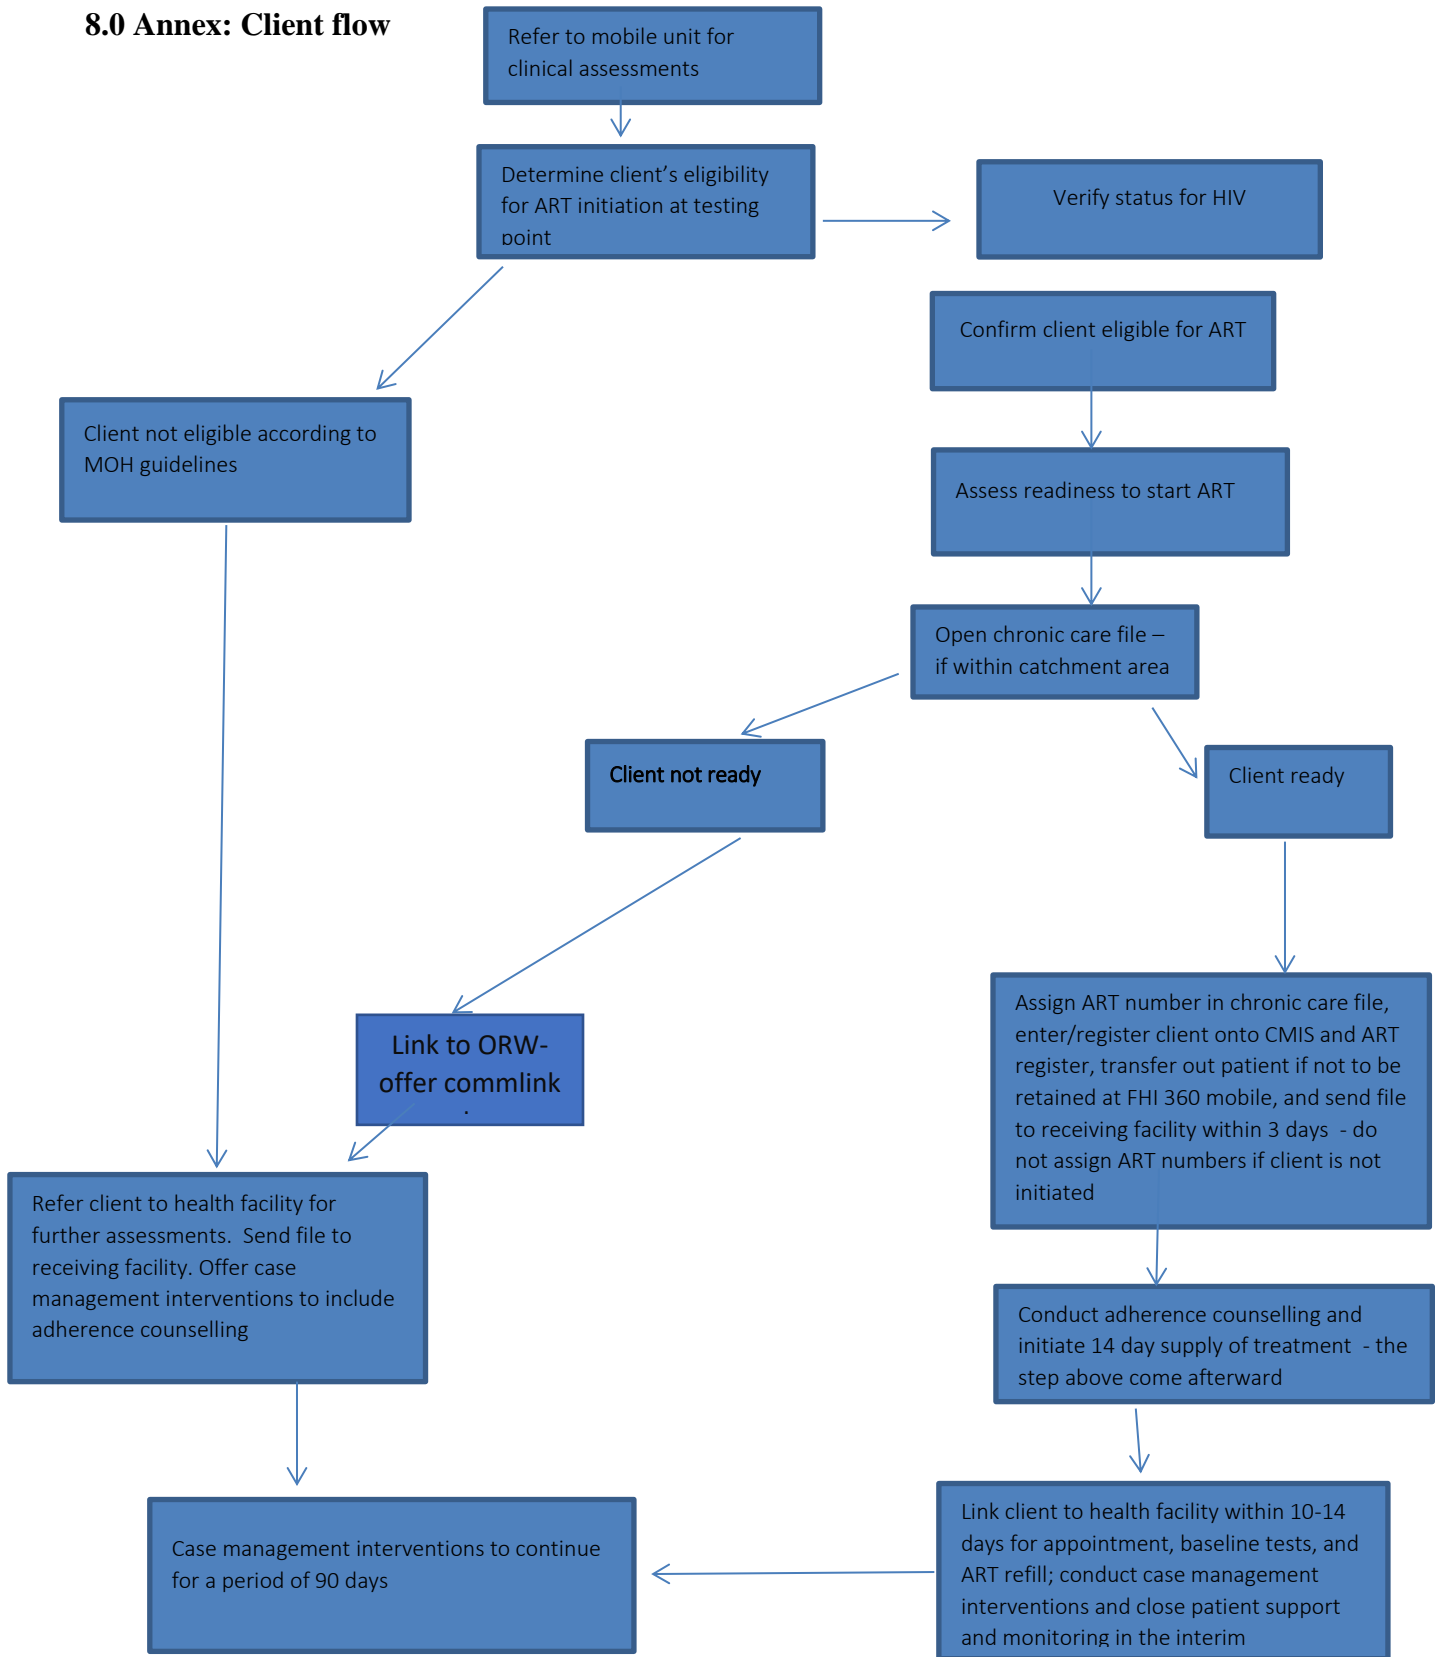 8.0 Annex: Client flow
Refer to mobile unit for
clinical assessments
Determine client’s eligibility
for ART initiation at testing
point
Verify status for HIV
Confirm client eligible for ART
Client not eligible according to
MOH guidelines
Assess readiness to start ART
Open chronic care file –
if within catchment area
Client not ready
Client ready
Assign ART number in chronic care file,
enter/register client onto CMIS and ART
register, transfer out patient if not to be
retained at FHI 360 mobile, and send file
to receiving facility within 3 days - do
not assign ART numbers if client is not
initiated
Link to ORW-
offer commlink
.
Refer client to health facility for
further assessments. Send file to
receiving facility. Offer case
management interventions to include
adherence counselling
Conduct adherence counselling and
initiate 14 day supply of treatment - the
step above come afterward
Link client to health facility within 10-14
days for appointment, baseline tests, and
ART refill; conduct case management
interventions and close patient support
and monitoring in the interim
Case management interventions to continue
for a period of 90 days